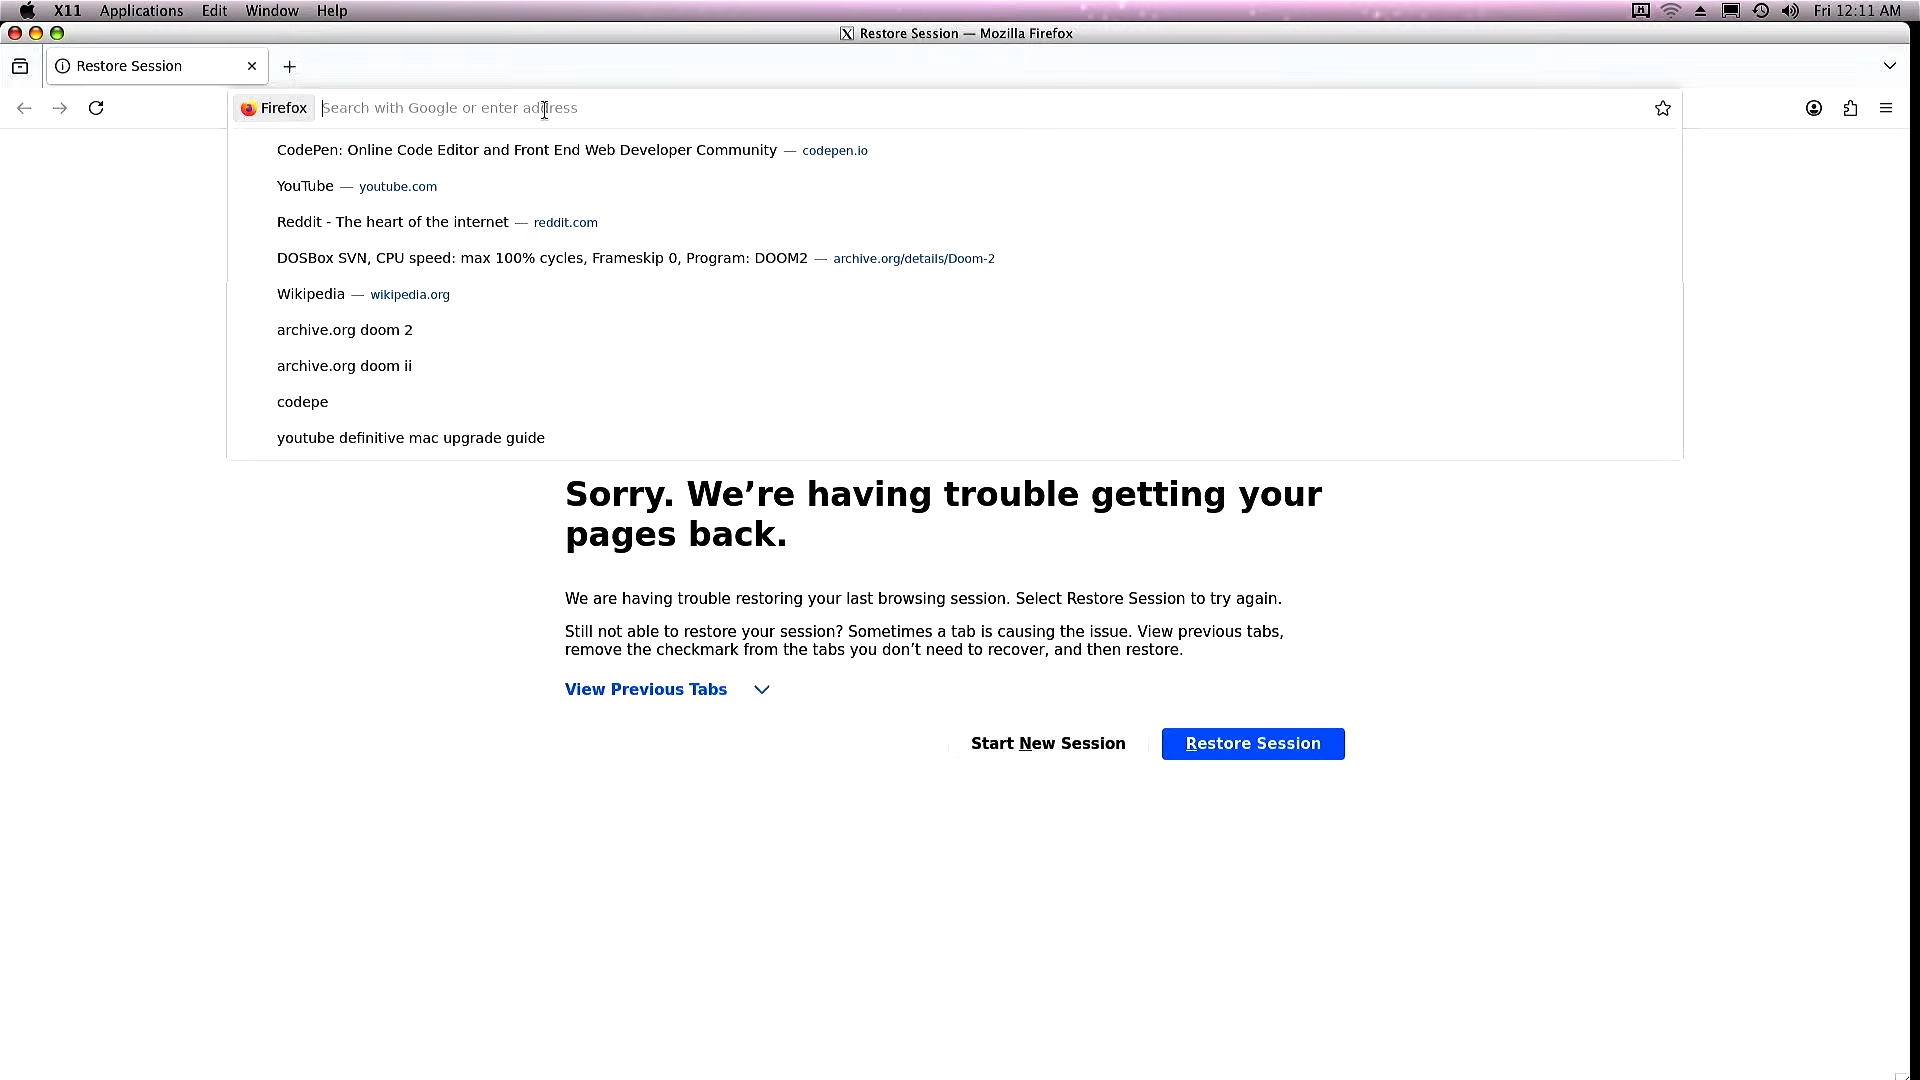 X11 Applications Edit Window Help Fri 12:11 AM
Restore Session — Mozilla Firefox
Restore Session
Firefox Search with Google or enter address
CodePen: Online Code Editor and Front End Web Developer Community — codepen.io
YouTube — youtube.com
Reddit - The heart of the internet — reddit.com
DOSBox SVN, CPU speed: max 100% cycles, Frameskip 0, Program: DOOM2 — archive.org/details/Doom-2
Wikipedia — wikipedia.org
archive.org doom 2
archive.org doom ii
codepe
youtube definitive mac upgrade guide
Sorry. We’re having trouble getting your
pages back.
We are having trouble restoring your last browsing session. Select Restore Session to try again.
Still not able to restore your session? Sometimes a tab is causing the issue. View previous tabs,
remove the checkmark from the tabs you don’t need to recover, and then restore.
View Previous Tabs
Start New Session Restore Session